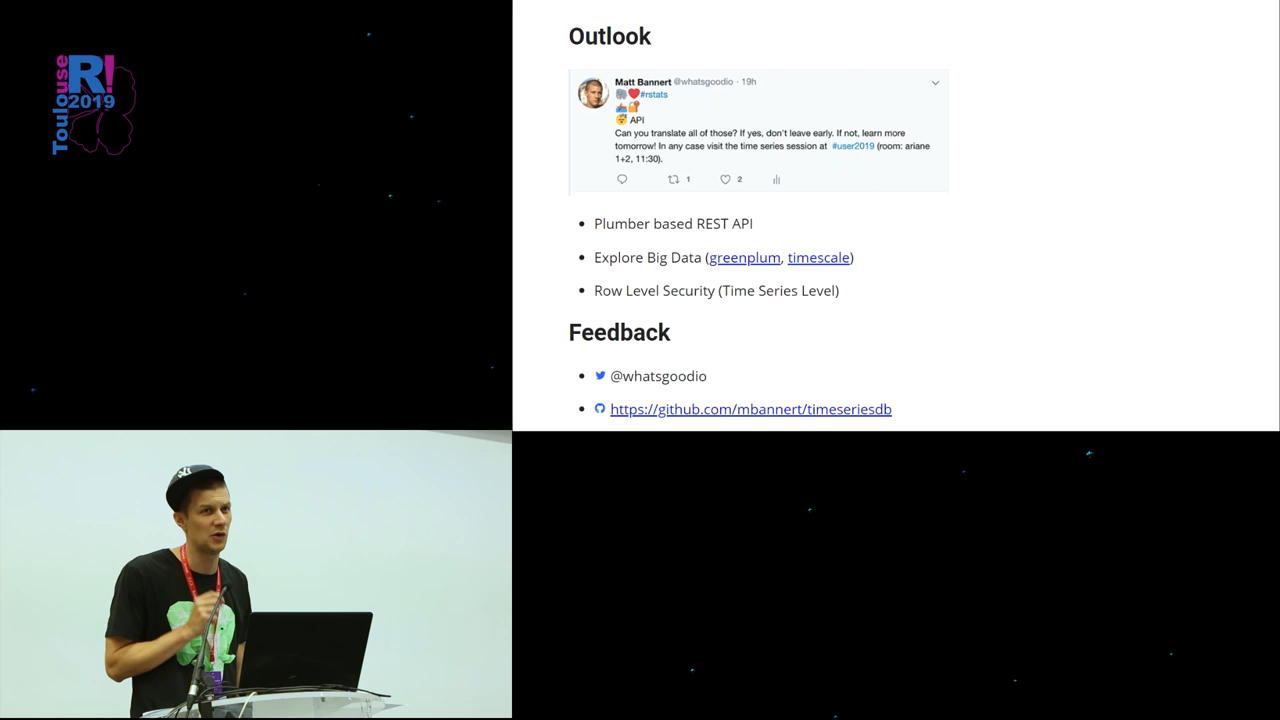 Toulouse
R!
2019
Outlook
Matt Bannert @whatsgoodio · 19h
🐘❤️#rstats
🏊🔐
😴 API
Can you translate all of those? If yes, don't leave early. If not, learn more
tomorrow! In any case visit the time series session at #user2019 (room: ariane
1+2, 11:30).
1 2
• Plumber based REST API
• Explore Big Data (greenplum, timescale)
• Row Level Security (Time Series Level)
Feedback
• @whatsgoodio
• https://github.com/mbannert/timeseriesdb